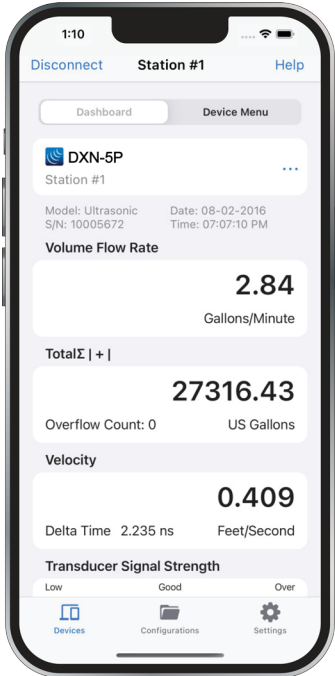 1:10
Disconnect Station #1 Help
Dashboard Device Menu
DXN-5P
Station #1
...
Model: Ultrasonic Date: 08-02-2016
S/N: 10005672 Time: 07:07:10 PM
Volume Flow Rate
2.84
Gallons/Minute
TotalΣ | + |
27316.43
Overflow Count: 0 US Gallons
Velocity
0.409
Delta Time 2.235 ns Feet/Second
Transducer Signal Strength
Low Good Over
Devices Configurations Settings